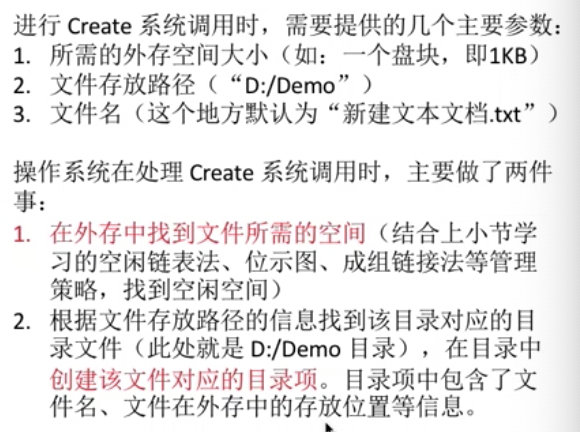 进行 Create 系统调用时，需要提供的几个主要参数：
1. 所需的外存空间大小（如：一个盘块，即1KB）
2. 文件存放路径（“D:/Demo”）
3. 文件名（这个地方默认为“新建文本文档.txt”）
操作系统在处理 Create 系统调用时，主要做了两件
事：
1. 在外存中找到文件所需的空间（结合上小节学
习的空闲链表法、位示图、成组链接法等管理
策略，找到空闲空间）
2. 根据文件存放路径的信息找到该目录对应的目
录文件（此处就是 D:/Demo 目录），在目录中
创建该文件对应的目录项。目录项中包含了文
件名、文件在外存中的存放位置等信息。